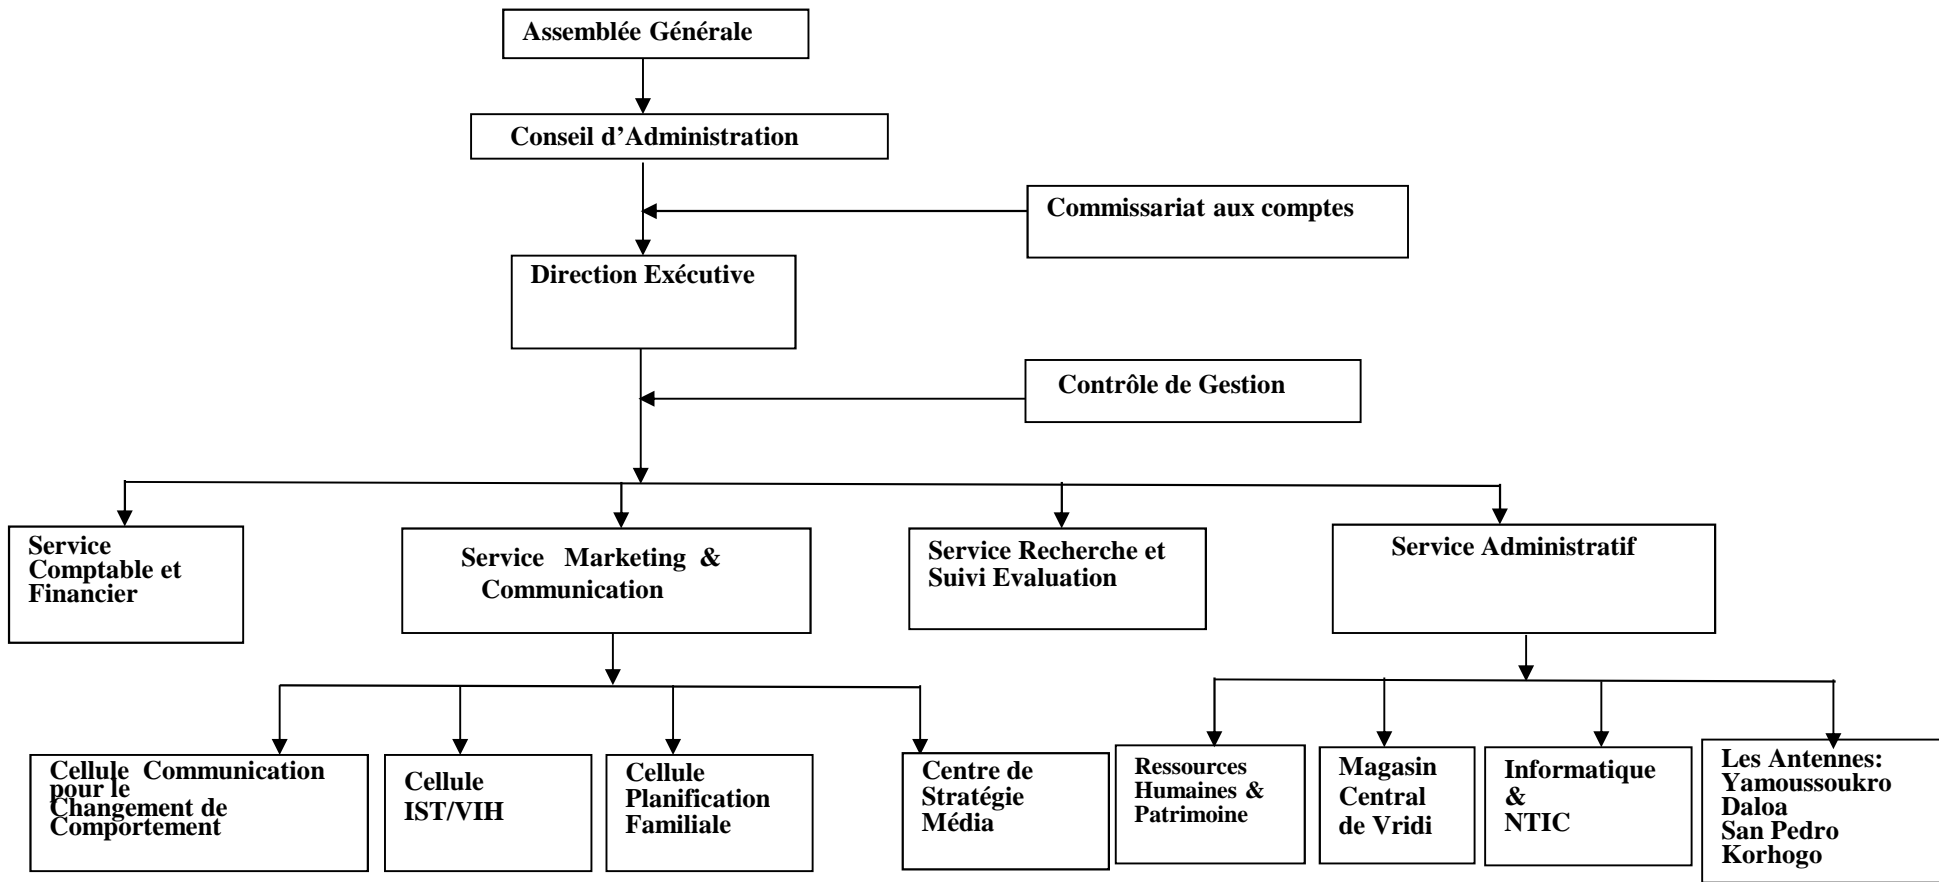 Assemblée Générale
Conseil d’Administration
Commissariat aux comptes
Direction Exécutive
Contrôle de Gestion
Service
Comptable et
Financier
Service Marketing &
Communication
Service Recherche et
Suivi Evaluation
Service Administratif
Cellule Communication
pour le
Changement de
Comportement
Cellule
IST/VIH
Cellule
Planification
Familiale
Centre de
Stratégie
Média
Ressources
Humaines &
Patrimoine
Magasin
Central
de Vridi
Informatique
&
NTIC
Les Antennes:
Yamoussoukro
Daloa
San Pedro
Korhogo